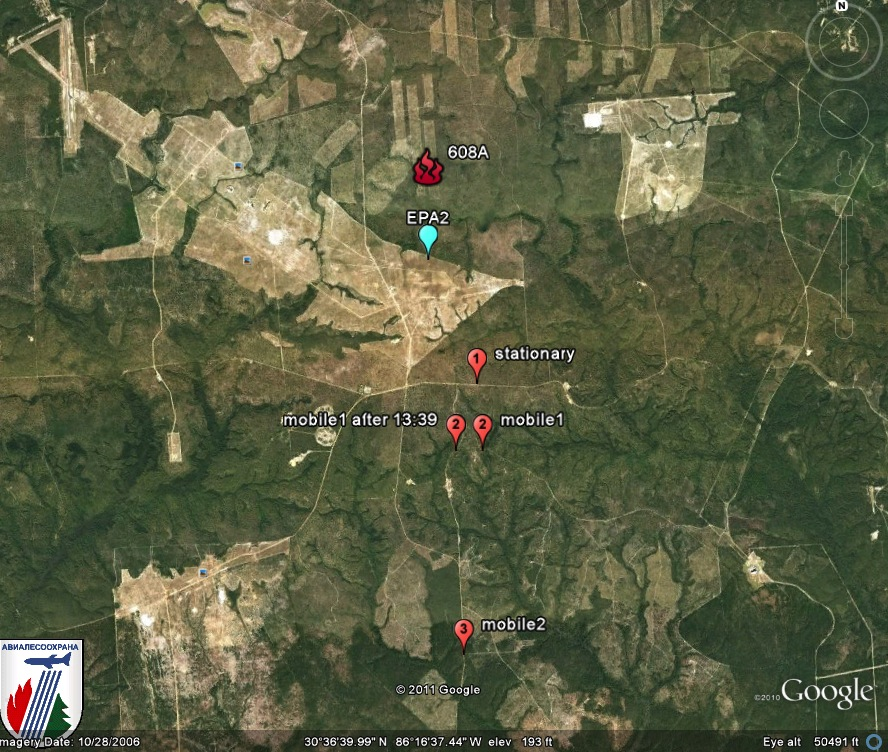 N
608A
EPA2
1
stationary
mobile1 after 13:39
2
2
mobile1
3
mobile2
АВИАЛЕСООХРАНА
© 2011 Google
©2010 Google
magery Date: 10/28/2006
30°36'39.99" N 86°16'37.44" W elev 193 ft
Eye alt 50491 ft